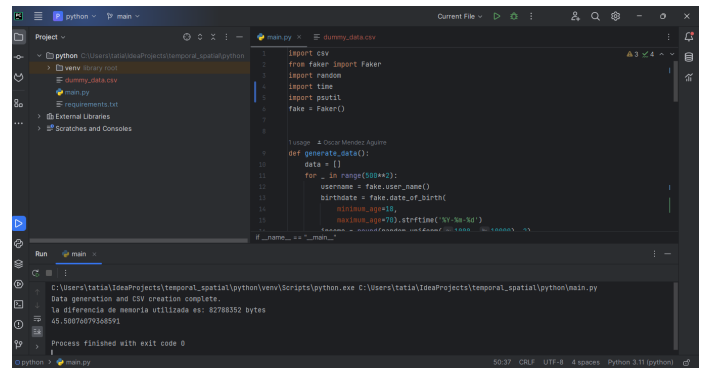 python
main
Current File
Project
main.py
dummy_data.csv
python C:\Users\tatia\IdeaProjects\temporal_spatial\python
venv library root
dummy_data.csv
main.py
requirements.txt
External Libraries
Scratches and Consoles
3 4
1 import csv
2 from faker import Faker
3 import random
4 import time
5 import psutil
6 fake = Faker()
7
8
1 usage Oscar Mendez Aguirre
9 def generate_data():
10 data = []
11 for _ in range(500**2):
12 username = fake.user_name()
13 birthdate = fake.date_of_birth(
14 minimum_age=18,
15 maximum_age=70).strftime('%Y-%m-%d')
if __name__ == "__main__"
Run
main
C:\Users\tatia\IdeaProjects\temporal_spatial\python\venv\Scripts\python.exe C:\Users\tatia\IdeaProjects\temporal_spatial\python\main.py
Data generation and CSV creation complete.
la diferencia de memoria utilizada es: 82788352 bytes
45.50076079368591
Process finished with exit code 0
python
main.py
50:37 CRLF UTF-8 4 spaces Python 3.11 (python)